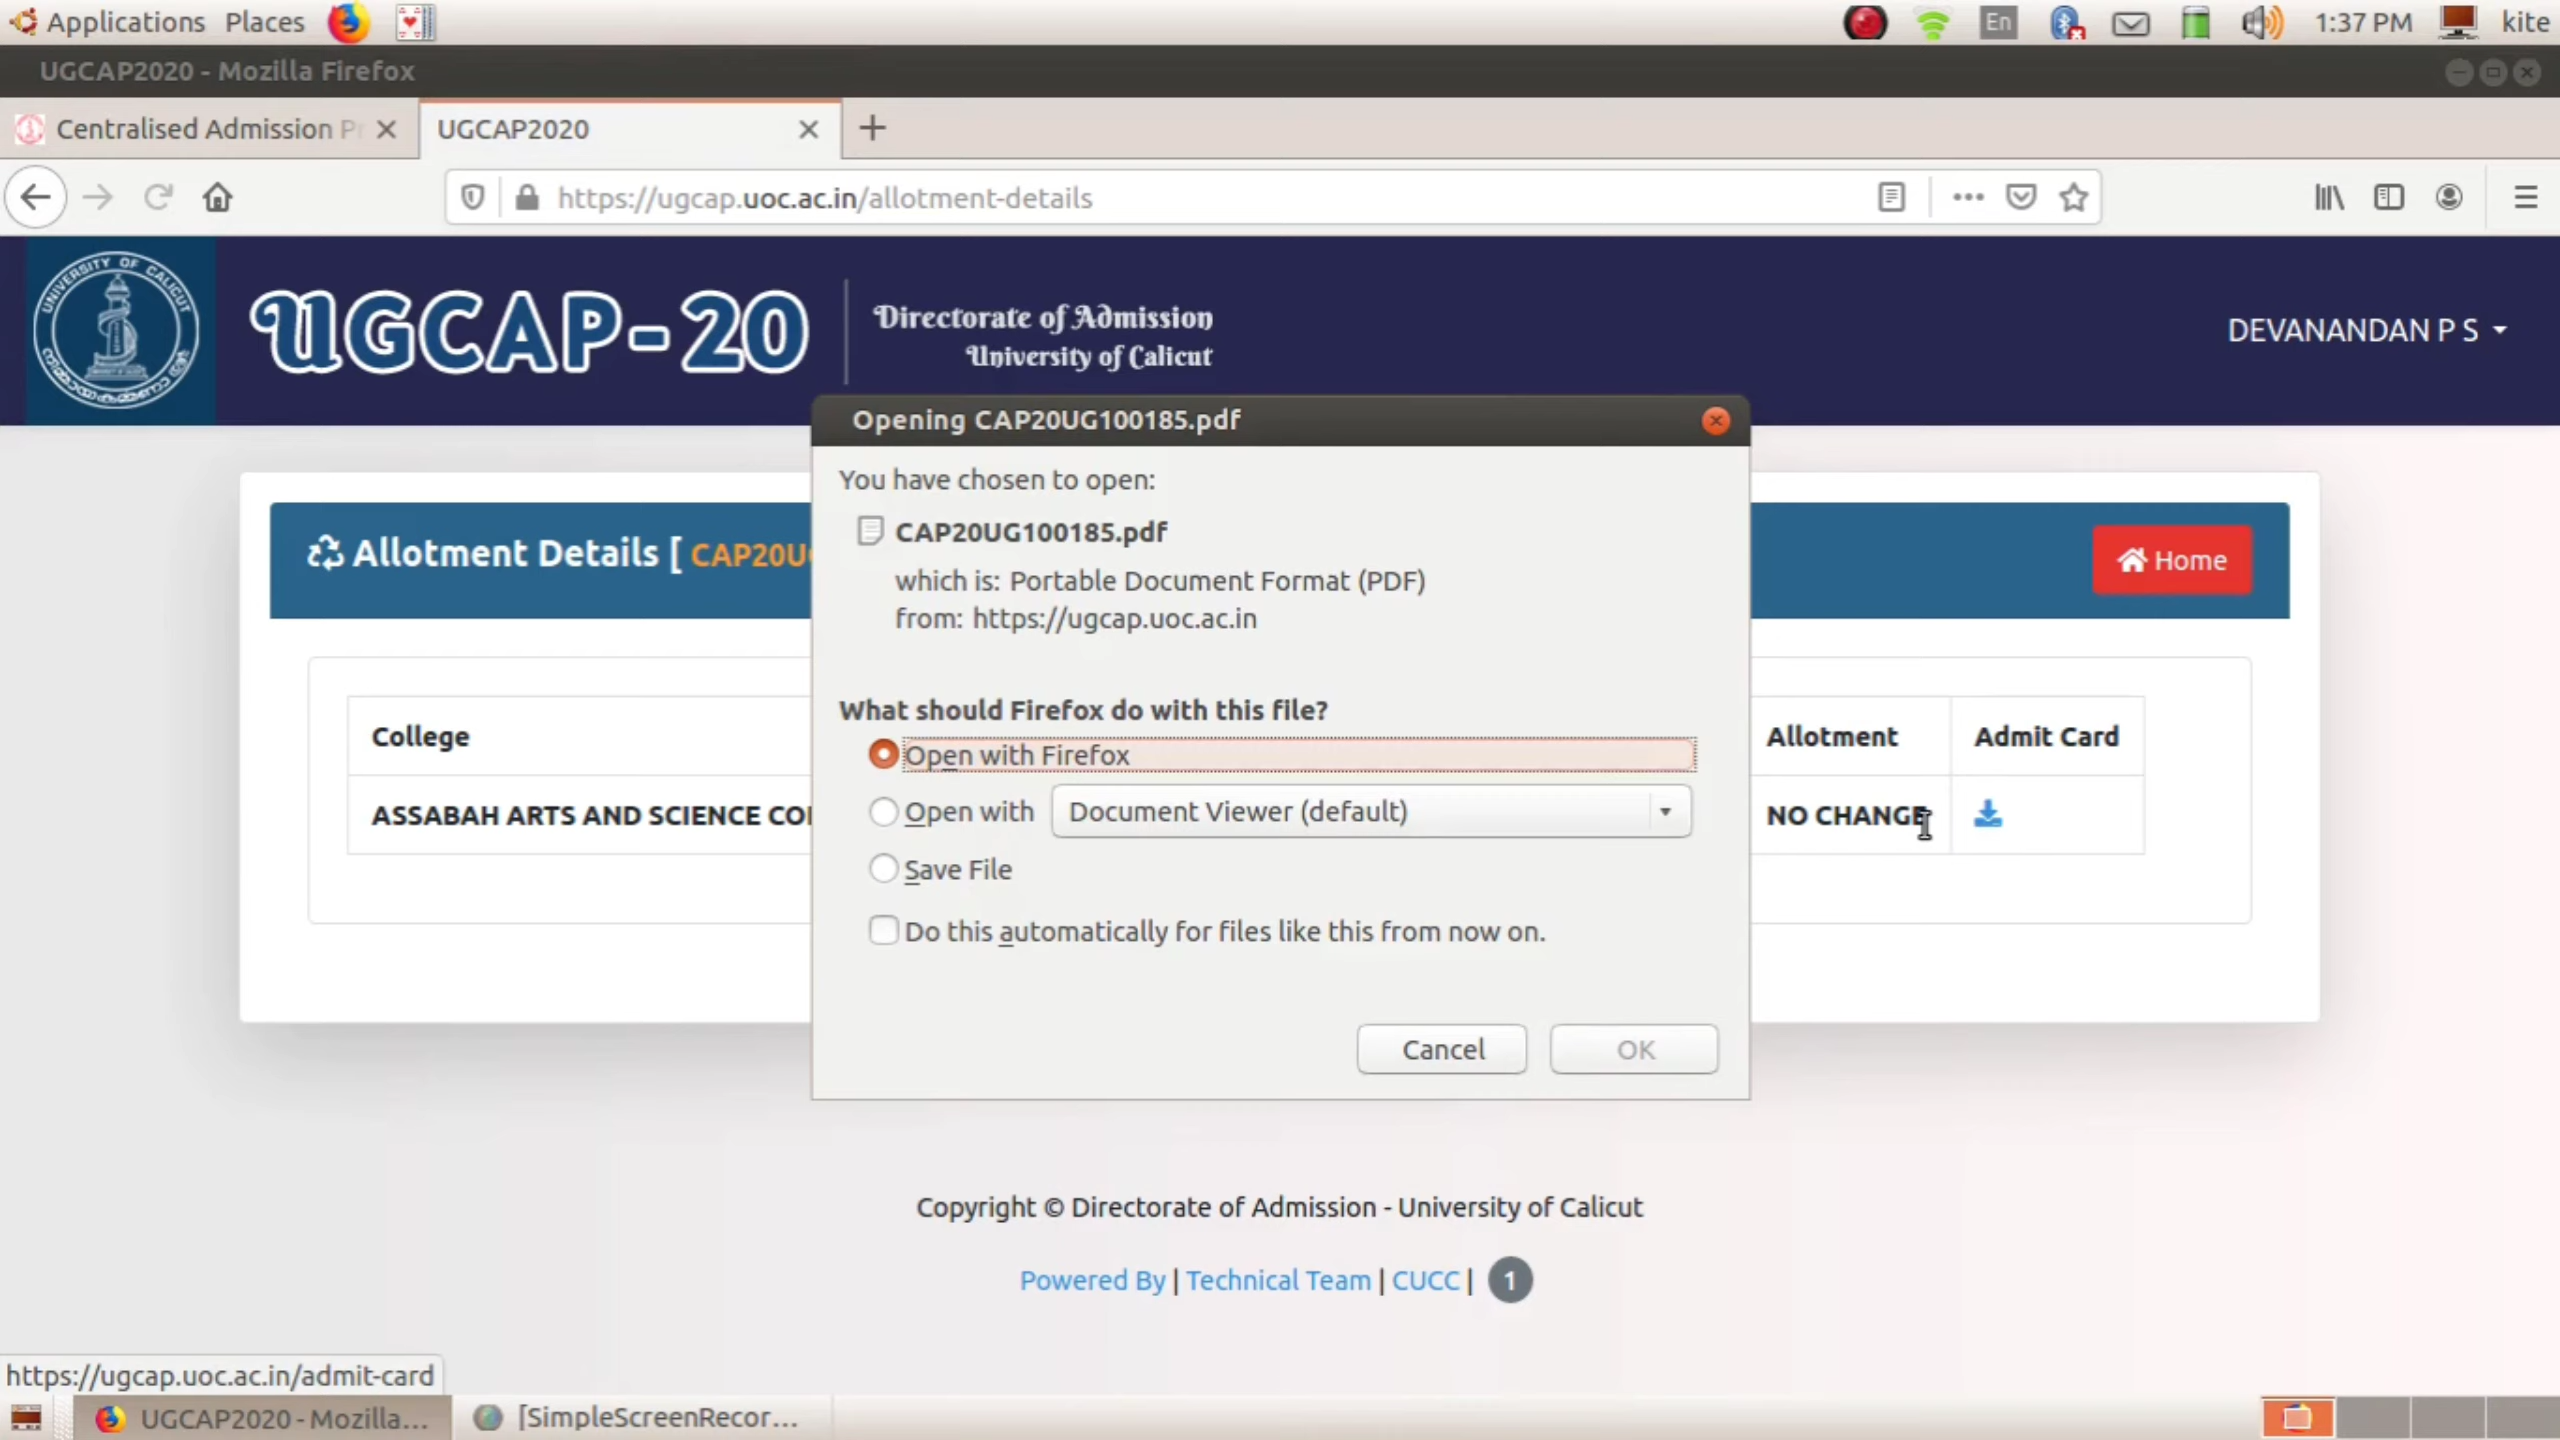 Applications Places En 1:37 PM kite
UGCAP2020 - Mozilla Firefox
Centralised Admission Pr UGCAP2020
https://ugcap.uoc.ac.in/allotment-details
UNIVERSITY OF CALICUT
UGCAP-20
Directorate of Admission
University of Calicut
DEVANANDAN P S
Opening CAP20UG100185.pdf
You have chosen to open:
CAP20UG100185.pdf
which is: Portable Document Format (PDF)
from: https://ugcap.uoc.ac.in
Allotment Details [ CAP20U
Home
What should Firefox do with this file?
Open with Firefox
Open with Document Viewer (default)
Save File
Do this automatically for files like this from now on.
Cancel OK
College Allotment Admit Card
ASSABAH ARTS AND SCIENCE CO NO CHANGE
Copyright © Directorate of Admission - University of Calicut
Powered By | Technical Team | CUCC | 1
https://ugcap.uoc.ac.in/admit-card
UGCAP2020 - Mozilla... [SimpleScreenRecor...